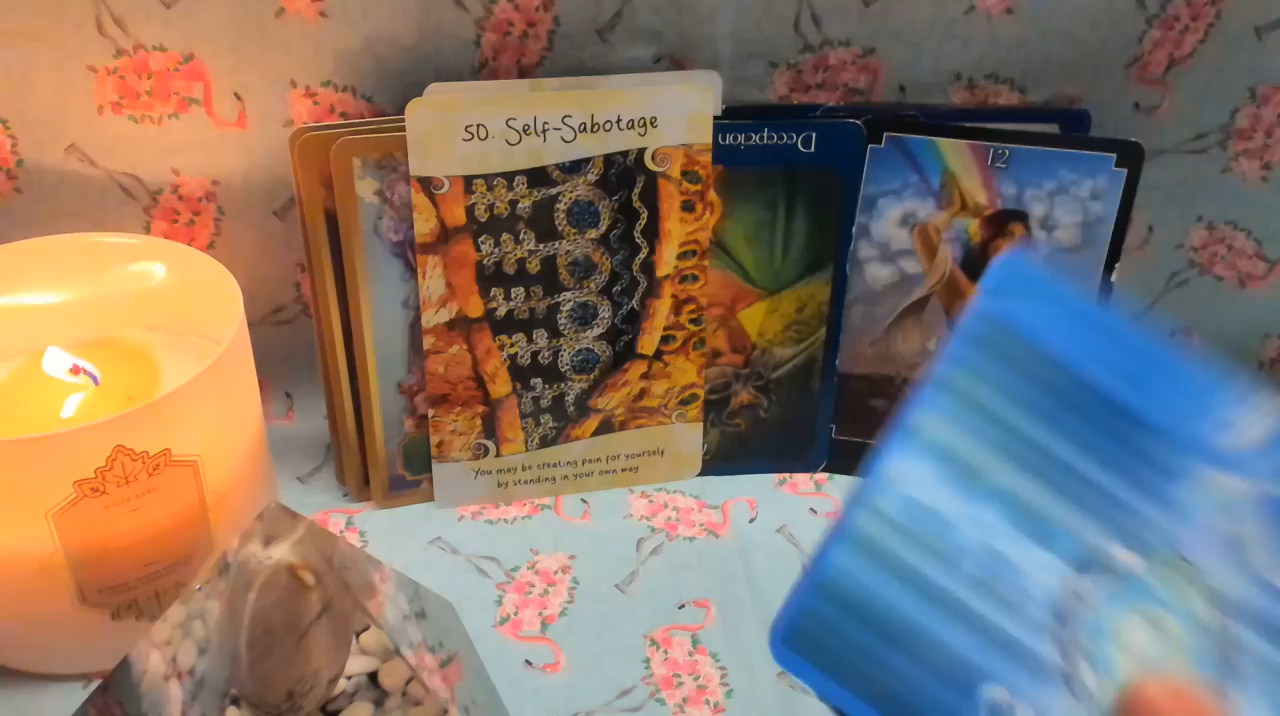 50. Self-Sabotage
Deception
12
You may be creating pain for yourself
by standing in your own way